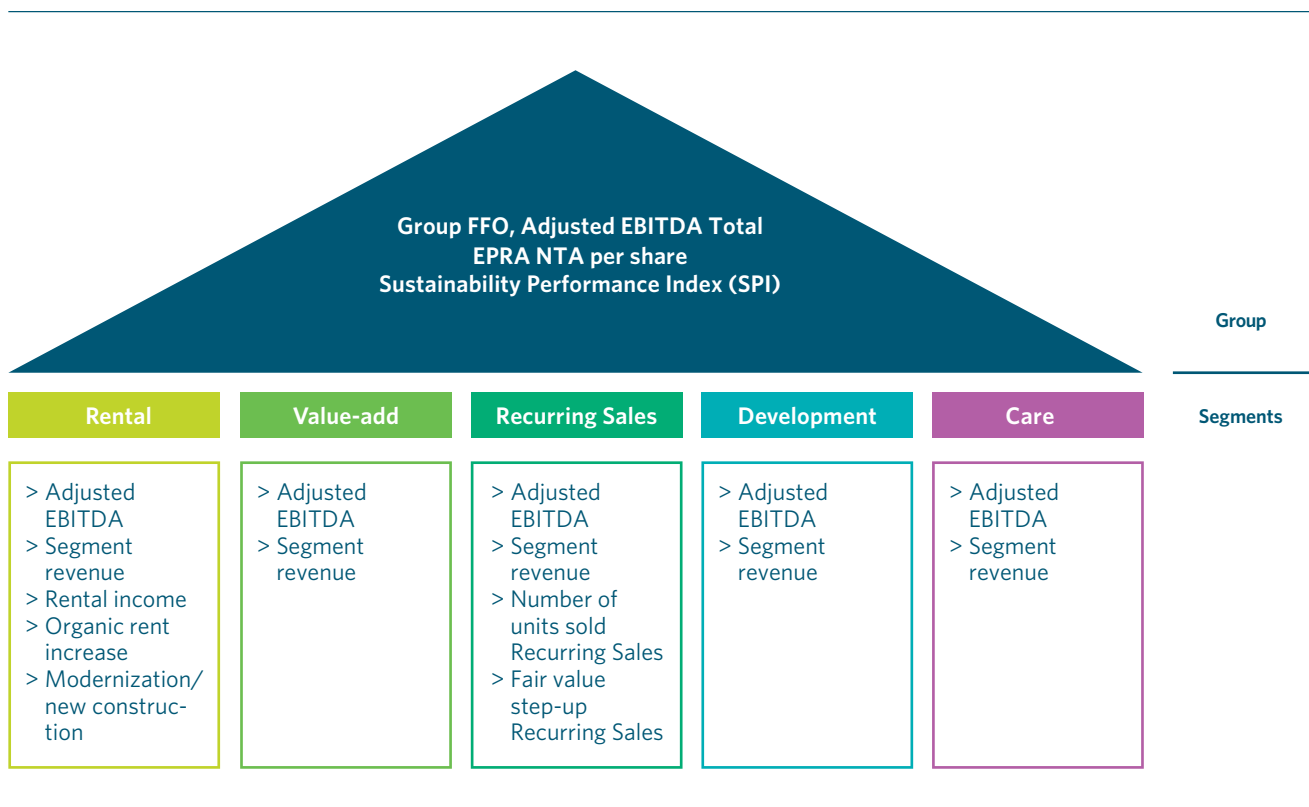 Group FFO, Adjusted EBITDA Total
EPRA NTA per share
Sustainability Performance Index (SPI)
Group
Rental
Value-add
Recurring Sales
Development
Care
Segments
> Adjusted
EBITDA
> Segment
revenue
> Rental income
> Organic rent
increase
> Modernization/
new construc-
tion
> Adjusted
EBITDA
> Segment
revenue
> Adjusted
EBITDA
> Segment
revenue
> Number of
units sold
Recurring Sales
> Fair value
step-up
Recurring Sales
> Adjusted
EBITDA
> Segment
revenue
> Adjusted
EBITDA
> Segment
revenue